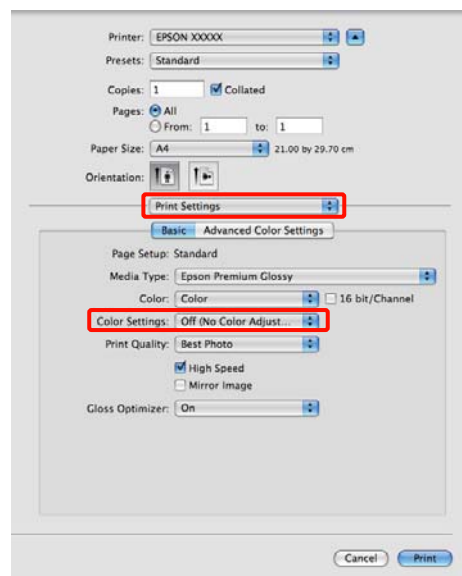 Printer: EPSON XXXXX
Presets: Standard
Copies: 1 Collated
Pages: All
From: 1 to: 1
Paper Size: A4 21.00 by 29.70 cm
Orientation:
Print Settings
Basic Advanced Color Settings
Page Setup: Standard
Media Type: Epson Premium Glossy
Color: Color 16 bit/Channel
Color Settings: Off (No Color Adjust...
Print Quality: Best Photo
High Speed
Mirror Image
Gloss Optimizer: On
Cancel Print